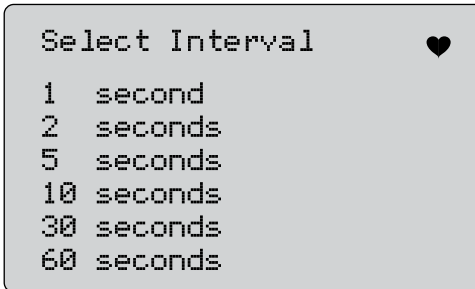 Select Interval
1 second
2 seconds
5 seconds
10 seconds
30 seconds
60 seconds